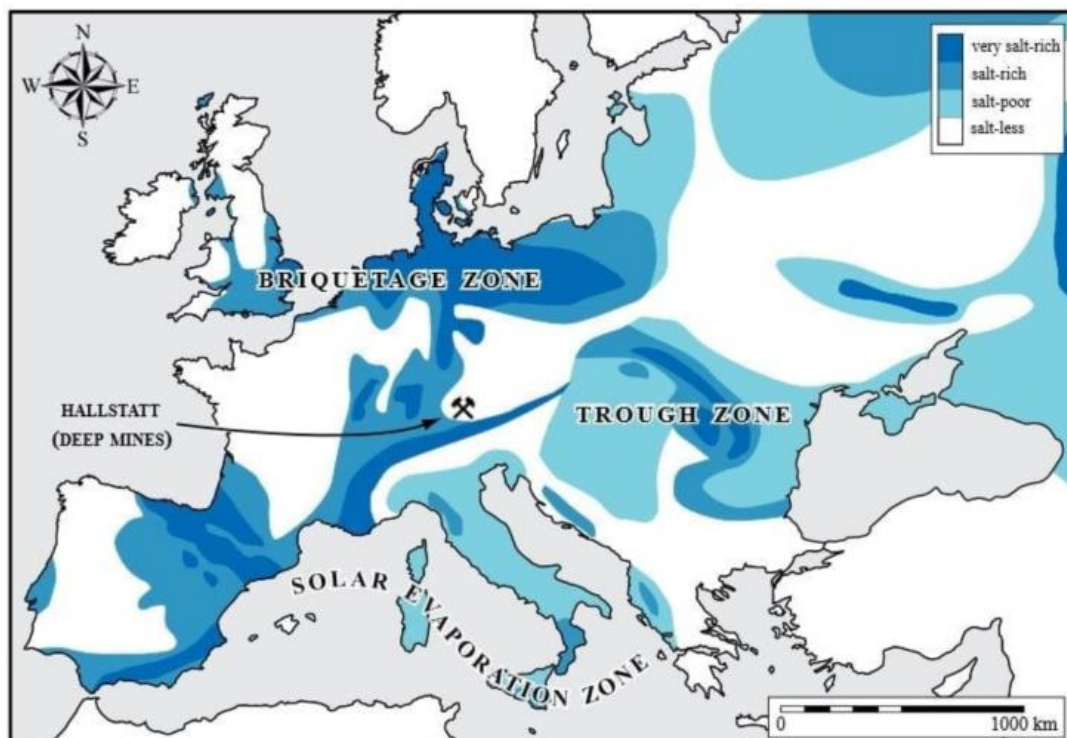 N
W E
S
very salt-rich
salt-rich
salt-poor
salt-less
BRIQUETAGE ZONE
HALLSTATT
(DEEP MINES)
TROUGH ZONE
SOLAR EVAPORATION ZONE
0 1000 km